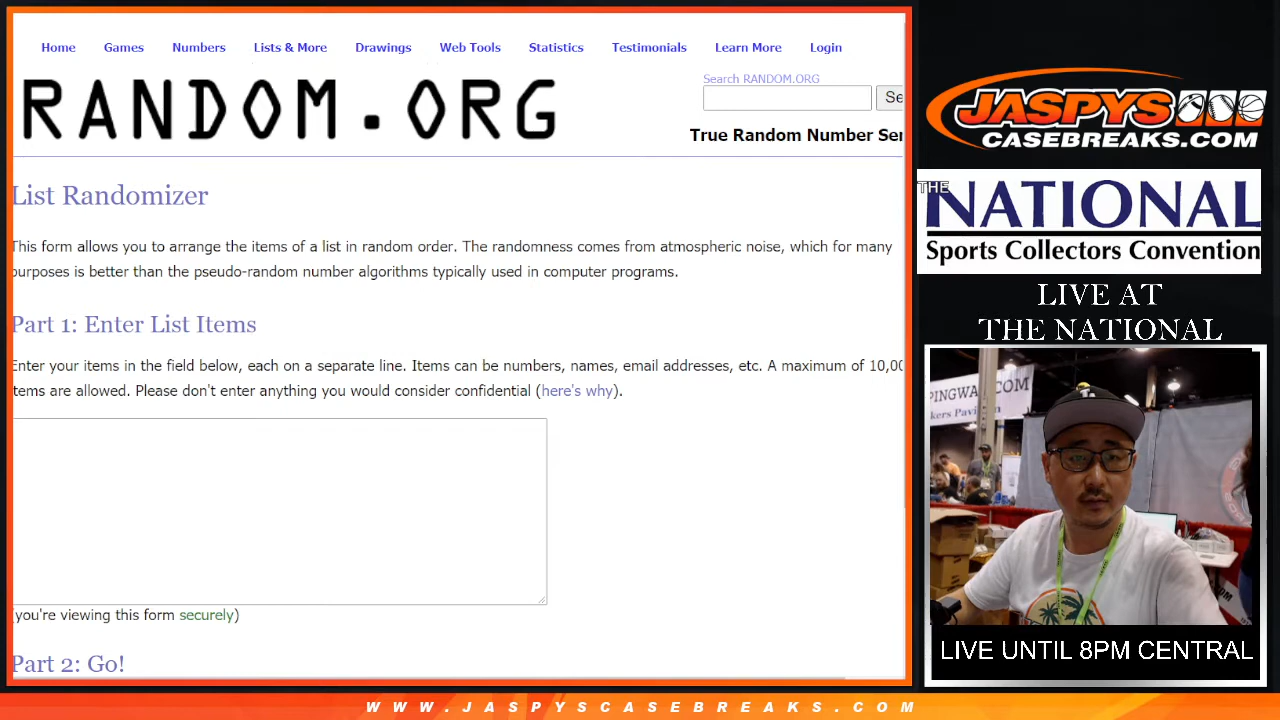 Home Games Numbers Lists & More Drawings Web Tools Statistics Testimonials Learn More Login
RANDOM.ORG
Search RANDOM.ORG
Se
True Random Number Ser
List Randomizer
This form allows you to arrange the items of a list in random order. The randomness comes from atmospheric noise, which for many
purposes is better than the pseudo-random number algorithms typically used in computer programs.
Part 1: Enter List Items
Enter your items in the field below, each on a separate line. Items can be numbers, names, email addresses, etc. A maximum of 10,00
items are allowed. Please don't enter anything you would consider confidential (here's why).
(you're viewing this form securely)
Part 2: Go!
JASPYS
CASEBREAKS.COM
THE
NATIONAL
Sports Collectors Convention
LIVE AT
THE NATIONAL
PINGWA .COM
kers Pavilion
LIVE UNTIL 8PM CENTRAL
WWW.JASPYSCASEBREAKS.COM